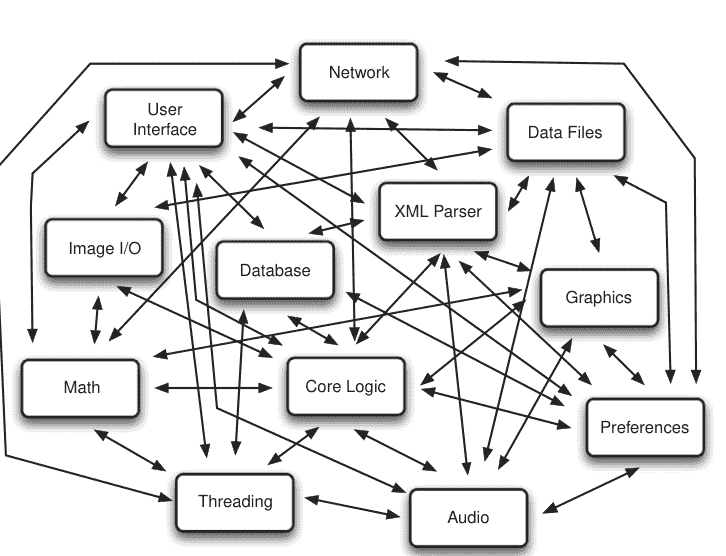 Network
User
Interface
Data Files
XML Parser
Image I/O
Database
Graphics
Math
Core Logic
Preferences
Threading
Audio